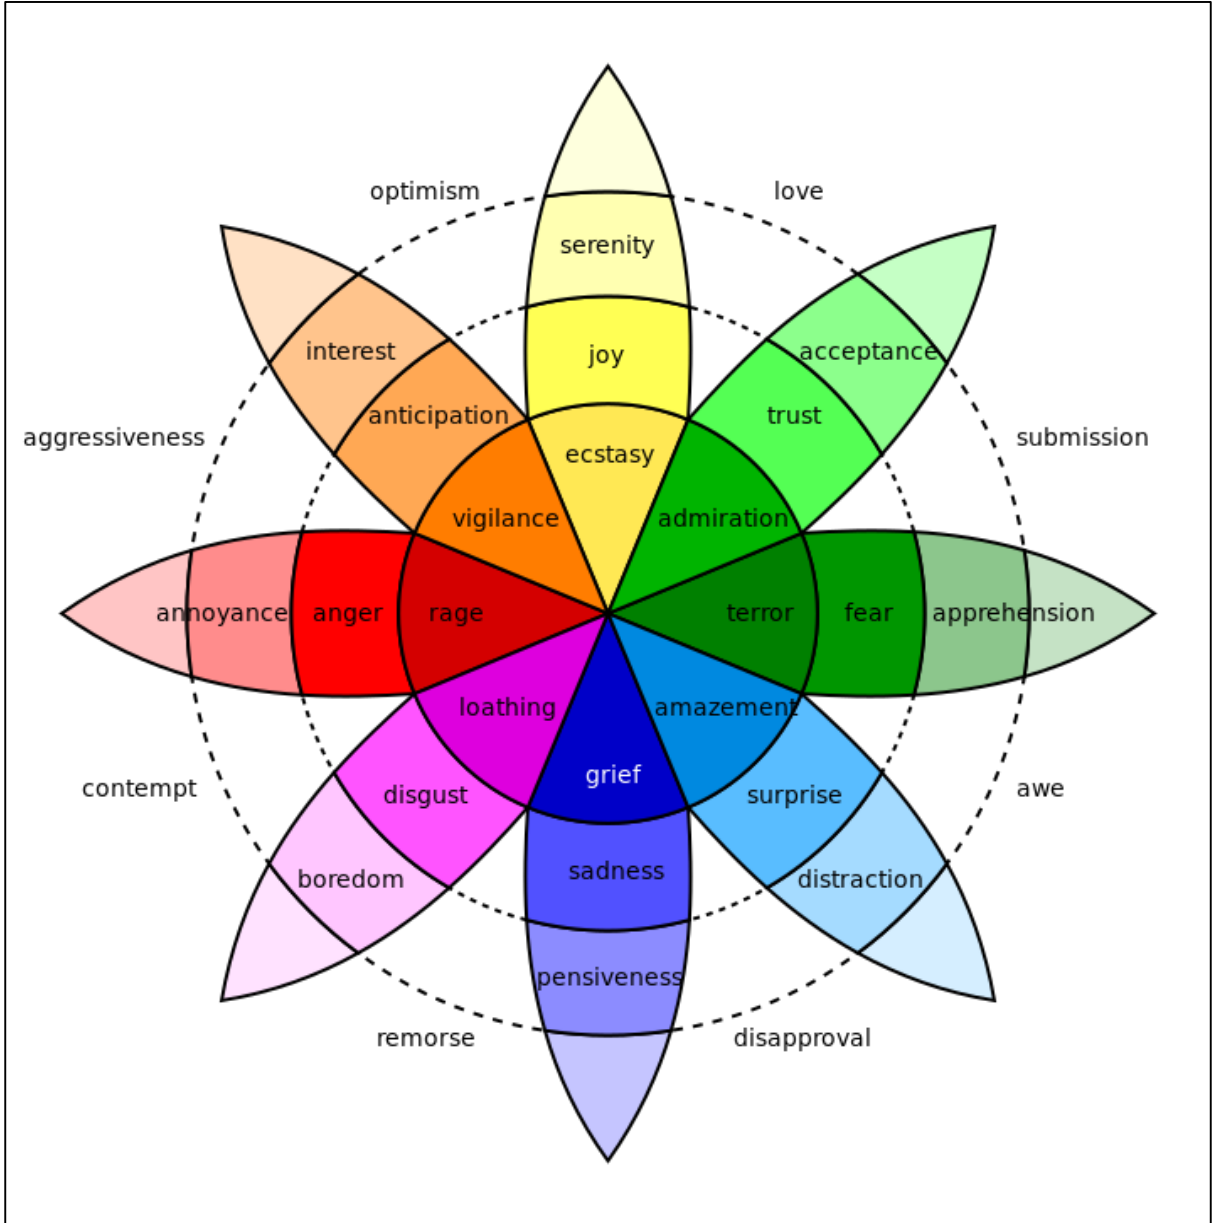 optimism
love
serenity
interest
joy
acceptance
anticipation
trust
aggressiveness
submission
ecstasy
vigilance
admiration
annoyance
anger
rage
terror
fear
apprehension
loathing
amazement
contempt
disgust
grief
surprise
awe
boredom
sadness
distraction
pensiveness
remorse
disapproval